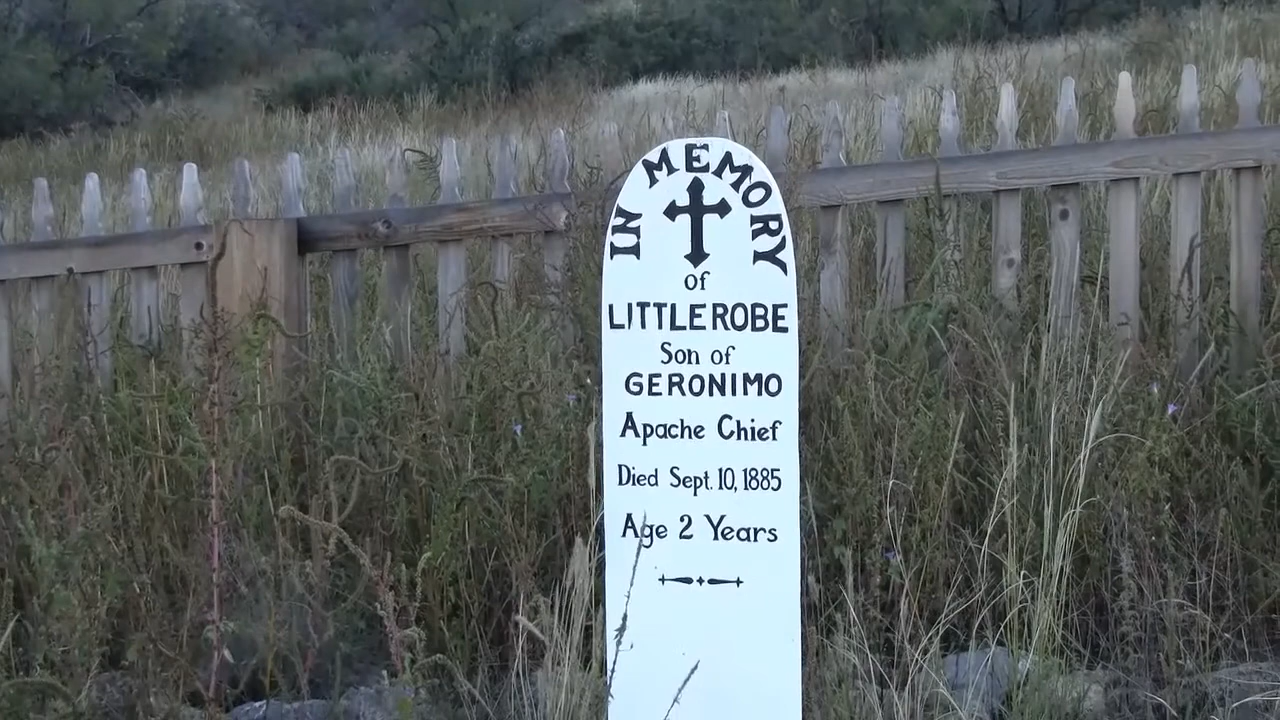 IN MEMORY
of
LITTLE ROBE
Son of
GERONIMO
Apache Chief
Died Sept. 10, 1885
Age 2 Years